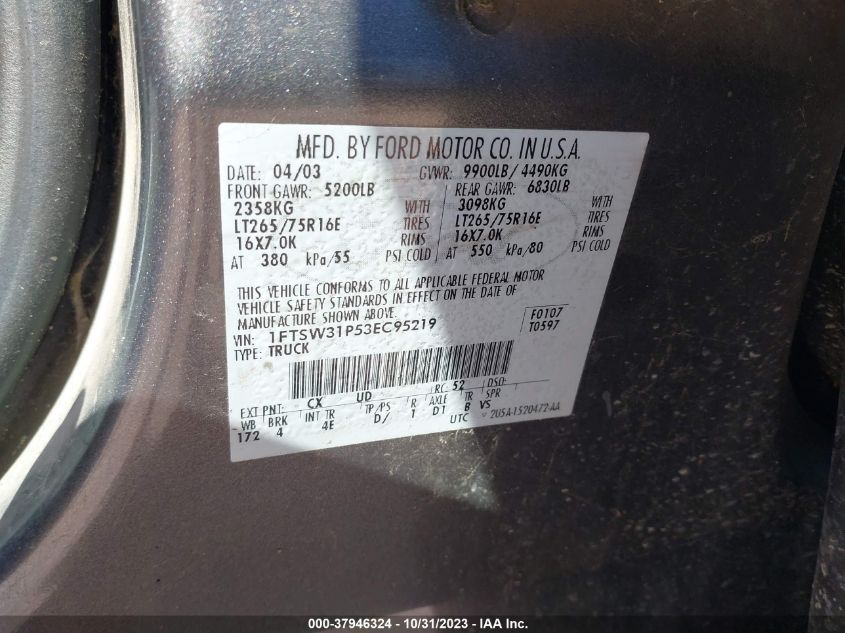 MFD. BY FORD MOTOR CO. IN U.S.A.
DATE: 04/03 GVWR: 9900LB/ 4490KG
FRONT GAWR: 5200LB REAR GAWR: 6830LB
2358KG WITH 3098KG WITH
LT265/75R16E TIRES LT265/75R16E TIRES
16X7.0K RIMS 16X7.0K RIMS
AT 380 kPa/55 PSI COLD AT 550 kPa/80 PSI COLD
THIS VEHICLE CONFORMS TO ALL APPLICABLE FEDERAL MOTOR
VEHICLE SAFETY STANDARDS IN EFFECT ON THE DATE OF
MANUFACTURE SHOWN ABOVE.
VIN: 1FTSW31P53EC95219 F0107
TYPE: TRUCK T0597
EXT PNT: CX UD RC: 52 DSO:
WB BRK INT TR TP/PS R AXLE TR SPR
172 4 4E D/ 1 D1 B VS
UTC 2U5A-1520472-AA
000-37946324 - 10/31/2023 - IAA Inc.